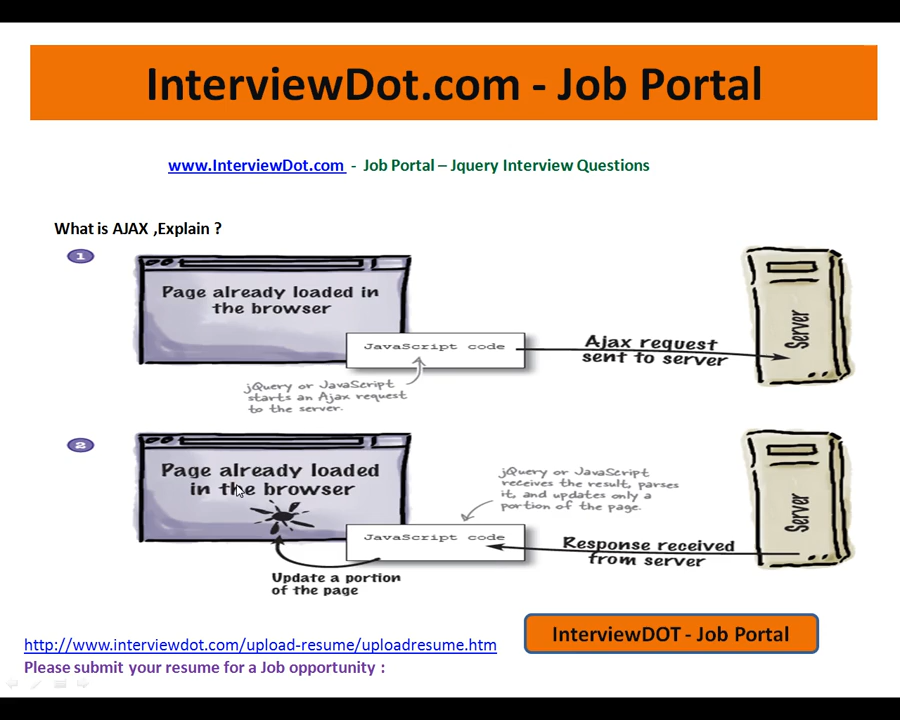 InterviewDot.com - Job Portal
www.InterviewDot.com - Job Portal – Jquery Interview Questions
What is AJAX ,Explain ?
1
Page already loaded in
the browser
JavaScript code
Ajax request
sent to server
Server
jQuery or JavaScript
starts an Ajax request
to the server.
2
Page already loaded
in the browser
jQuery or JavaScript
receives the result, parses
it, and updates only a
portion of the page.
JavaScript code
Response received
from server
Server
Update a portion
of the page
InterviewDOT - Job Portal
http://www.interviewdot.com/upload-resume/uploadresume.htm
Please submit your resume for a Job opportunity :